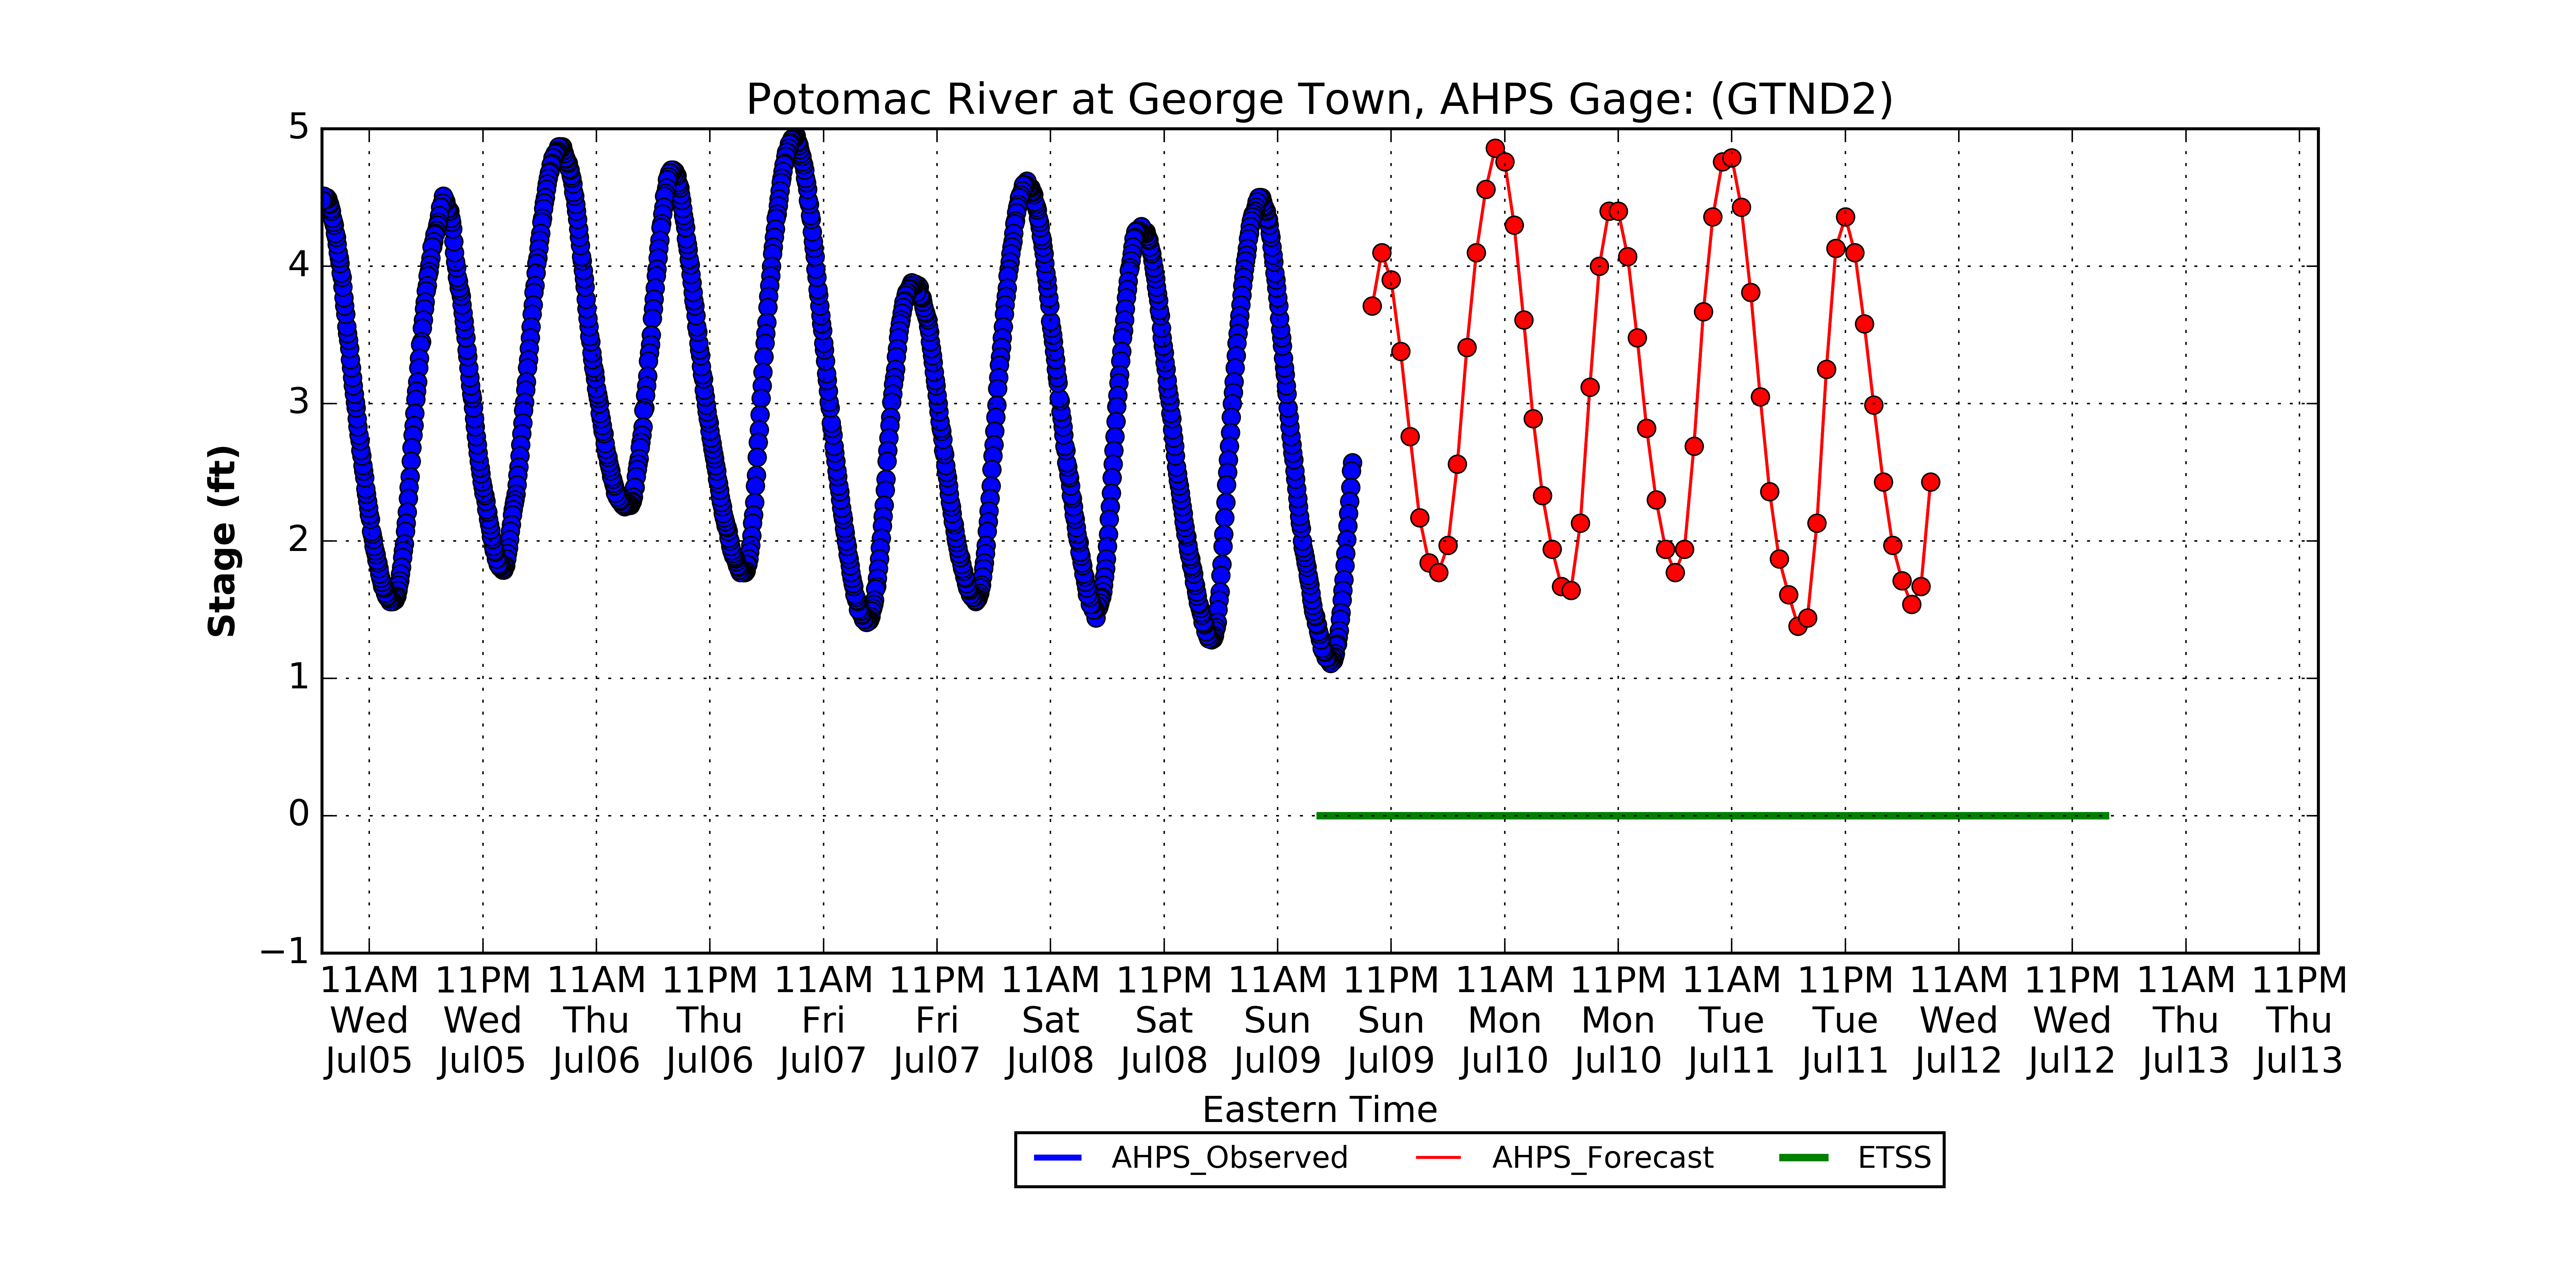 Potomac River at George Town, AHPS Gage: (GTND2)
5
4
3
2
1
0
−1
Stage (ft)
11AM 11PM 11AM 11PM 11AM 11PM 11AM 11PM 11AM 11PM 11AM 11PM 11AM 11PM 11AM 11PM 11AM 11PM
Wed Wed Thu Thu Fri Fri Sat Sat Sun Sun Mon Mon Tue Tue Wed Wed Thu Thu
Jul05 Jul05 Jul06 Jul06 Jul07 Jul07 Jul08 Jul08 Jul09 Jul09 Jul10 Jul10 Jul11 Jul11 Jul12 Jul12 Jul13 Jul13
Eastern Time
AHPS_Observed AHPS_Forecast ETSS